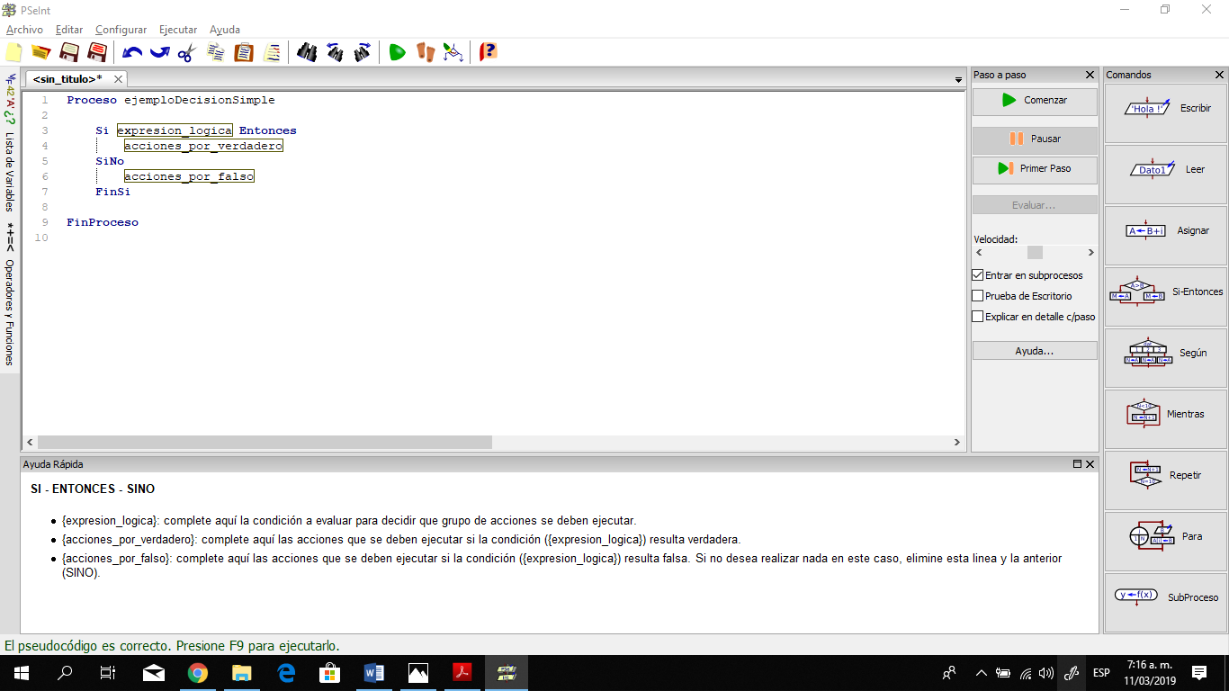 PSeInt
Archivo Editar Configurar Ejecutar Ayuda
<sin_titulo>*
1 Proceso ejemploDecisionSimple
2
3 Si expresion_logica Entonces
4 acciones_por_verdadero
5 SiNo
6 acciones_por_falso
7 FinSi
8
9 FinProceso
10
Lista de Variables
*+=< Operadores y Funciones
Paso a paso
Comenzar
Pausar
Primer Paso
Evaluar...
Velocidad:
Entrar en subprocesos
Prueba de Escritorio
Explicar en detalle c/paso
Ayuda...
Comandos
'Hola !' Escribir
Dato1 Leer
A←B+i Asignar
Si-Entonces
Según
Mientras
Repetir
Para
y←f(x) SubProceso
Ayuda Rápida
SI - ENTONCES - SINO
{expresion_logica}: complete aquí la condición a evaluar para decidir que grupo de acciones se deben ejecutar.
{acciones_por_verdadero}: complete aquí las acciones que se deben ejecutar si la condición ({expresion_logica}) resulta verdadera.
{acciones_por_falso}: complete aquí las acciones que se deben ejecutar si la condición ({expresion_logica}) resulta falsa. Si no desea realizar nada en este caso, elimine esta linea y la anterior
(SINO).
El pseudocódigo es correcto. Presione F9 para ejecutarlo.
ESP
7:16 a. m.
11/03/2019